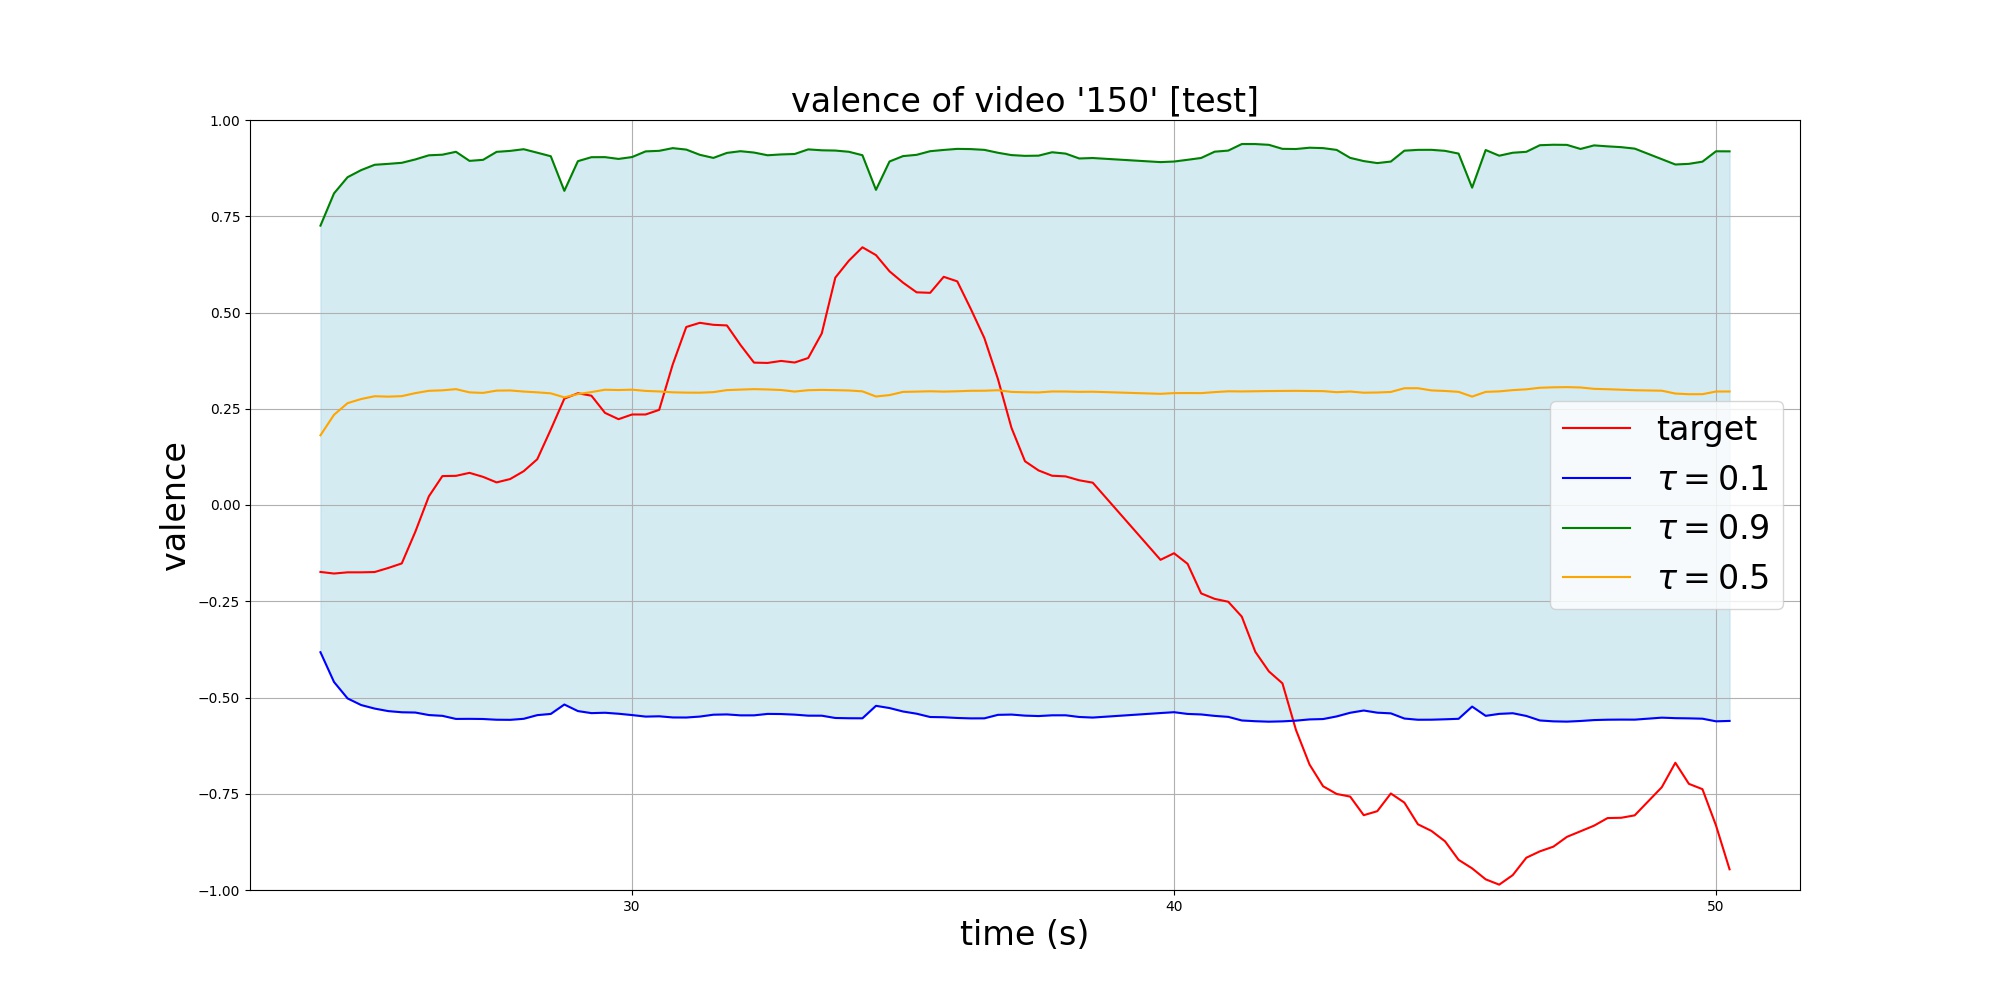 valence of video '150' [test]
1.00
0.75
0.50
0.25
0.00
−0.25
−0.50
−0.75
−1.00
valence
target
τ = 0.1
τ = 0.9
τ = 0.5
30
40
50
time (s)